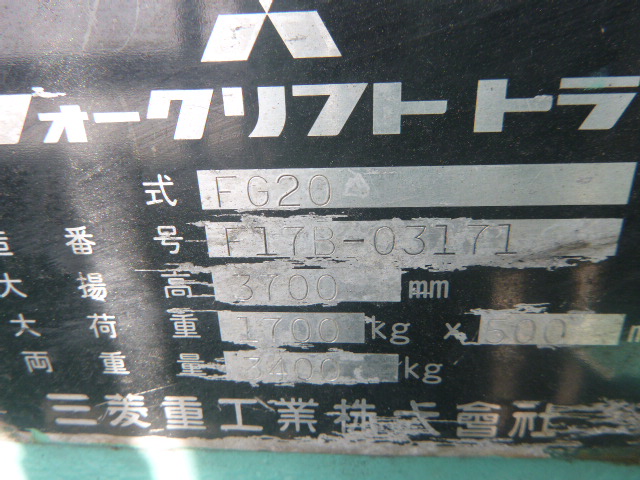 フォークリフトトラ
式 FG20
造番号 F17B-03171
大揚高 3700 mm
大荷重 1700 kg × 500 m
両重量 3400 kg
三菱重工業株式會社